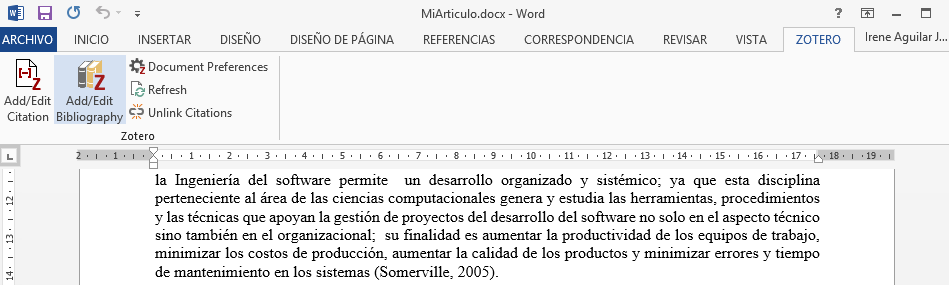 MiArticulo.docx - Word
ARCHIVO INICIO INSERTAR DISEÑO DISEÑO DE PÁGINA REFERENCIAS CORRESPONDENCIA REVISAR VISTA ZOTERO Irene Aguilar J...
Add/Edit Citation
Add/Edit Bibliography
Document Preferences
Refresh
Unlink Citations
Zotero
2 1 1 2 3 4 5 6 7 8 9 10 11 12 13 14 15 16 17 18 19
12 13 14
la Ingeniería del software permite un desarrollo organizado y sistémico; ya que esta disciplina
perteneciente al área de las ciencias computacionales genera y estudia las herramientas, procedimientos
y las técnicas que apoyan la gestión de proyectos del desarrollo del software no solo en el aspecto técnico
sino también en el organizacional; su finalidad es aumentar la productividad de los equipos de trabajo,
minimizar los costos de producción, aumentar la calidad de los productos y minimizar errores y tiempo
de mantenimiento en los sistemas (Somerville, 2005).